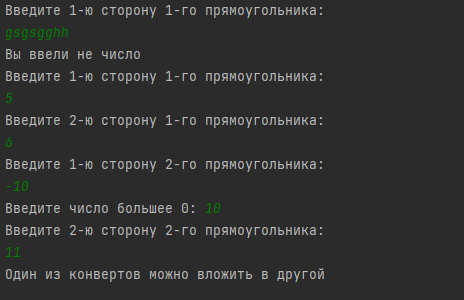 Введите 1-ю сторону 1-го прямоугольника:
gsgsgghh
Вы ввели не число
Введите 1-ю сторону 1-го прямоугольника:
5
Введите 2-ю сторону 1-го прямоугольника:
6
Введите 1-ю сторону 2-го прямоугольника:
-10
Введите число большее 0: 10
Введите 2-ю сторону 2-го прямоугольника:
11
Один из конвертов можно вложить в другой